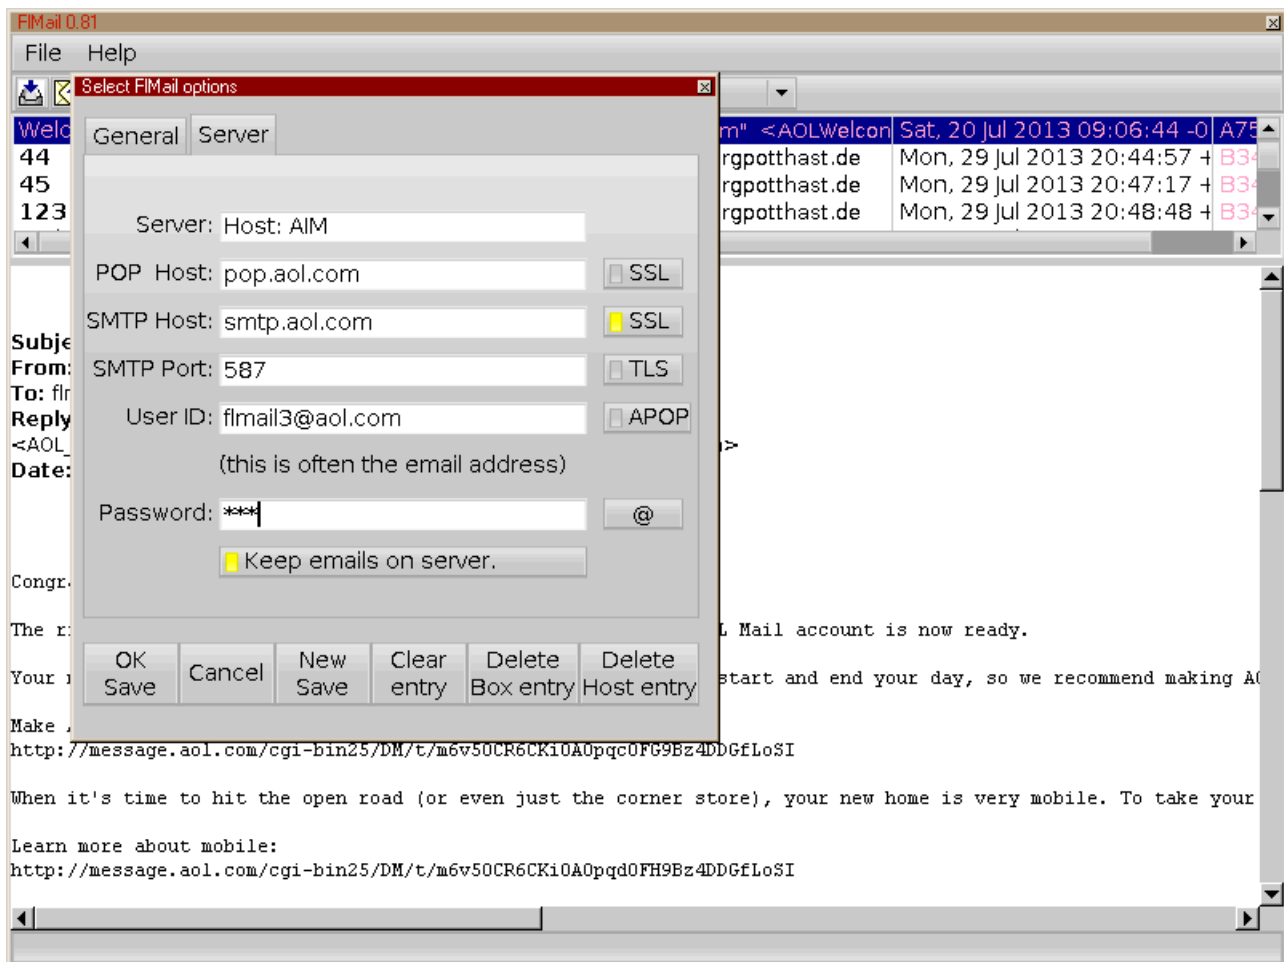 FlMail 0.81
File Help
Select FlMail options
Welc m" <AOLWelcon Sat, 20 Jul 2013 09:06:44 -0 A75
44 rgpotthast.de Mon, 29 Jul 2013 20:44:57 + B34
45 rgpotthast.de Mon, 29 Jul 2013 20:47:17 + B34
123 rgpotthast.de Mon, 29 Jul 2013 20:48:48 + B34
General Server
Server: Host: AIM
POP Host: pop.aol.com SSL
SMTP Host: smtp.aol.com SSL
SMTP Port: 587 TLS
User ID: flmail3@aol.com APOP
(this is often the email address)
Password: *** @
Keep emails on server.
OK Save
Cancel
New Save
Clear entry
Delete Box entry
Delete Host entry
Subje
From:
To: flr
Reply
<AOL_ >
Date:
Congr
The r L Mail account is now ready.
Your start and end your day, so we recommend making A
Make
http://message.aol.com/cgi-bin25/DM/t/m6v50CR6CKi0A0pqc0FG9Bz4DDGfLoSI
When it's time to hit the open road (or even just the corner store), your new home is very mobile. To take your
Learn more about mobile:
http://message.aol.com/cgi-bin25/DM/t/m6v50CR6CKi0A0pqd0FH9Bz4DDGfLoSI